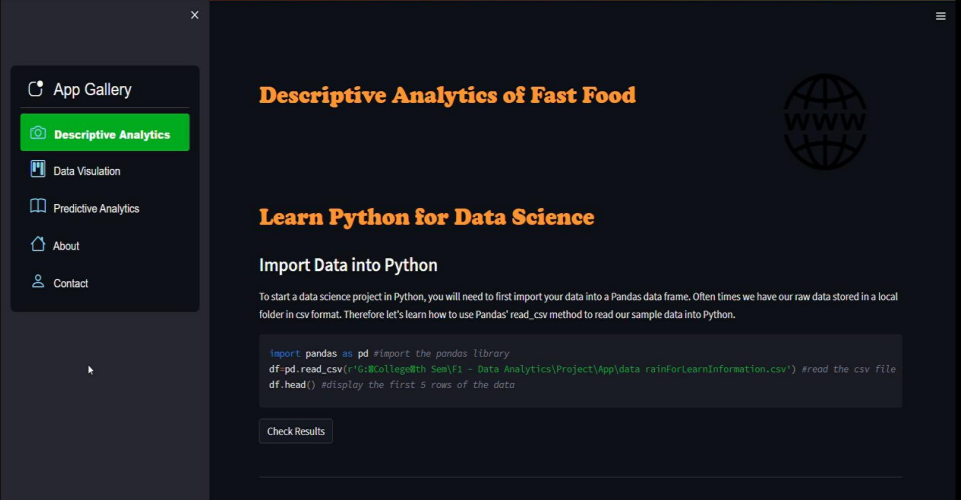 App Gallery
Descriptive Analytics
Data Visulation
Predictive Analytics
About
Contact
Descriptive Analytics of Fast Food
WWW
Learn Python for Data Science
Import Data into Python
To start a data science project in Python, you will need to first import your data into a Pandas data frame. Often times we have our raw data stored in a local
folder in csv format. Therefore let's learn how to use Pandas' read_csv method to read our sample data into Python.
import pandas as pd #import the pandas library
df=pd.read_csv(r'G:�College�th Sem\F1 - Data Analytics\Project\App\data rainForLearnInformation.csv') #read the csv file
df.head() #display the first 5 rows of the data
Check Results